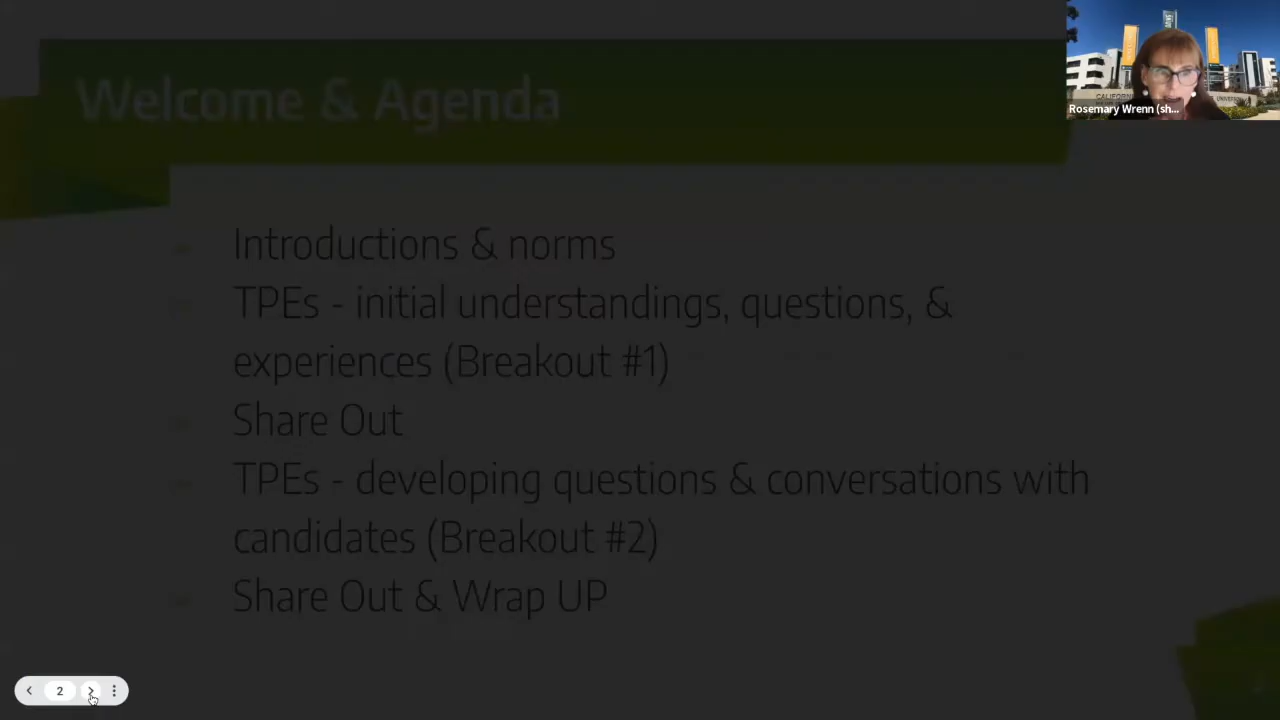 Welcome & Agenda
Rosemary Wrenn (sh...
Introductions & norms
TPEs - initial understandings, questions, &
experiences (Breakout #1)
Share Out
TPEs - developing questions & conversations with
candidates (Breakout #2)
Share Out & Wrap UP
2